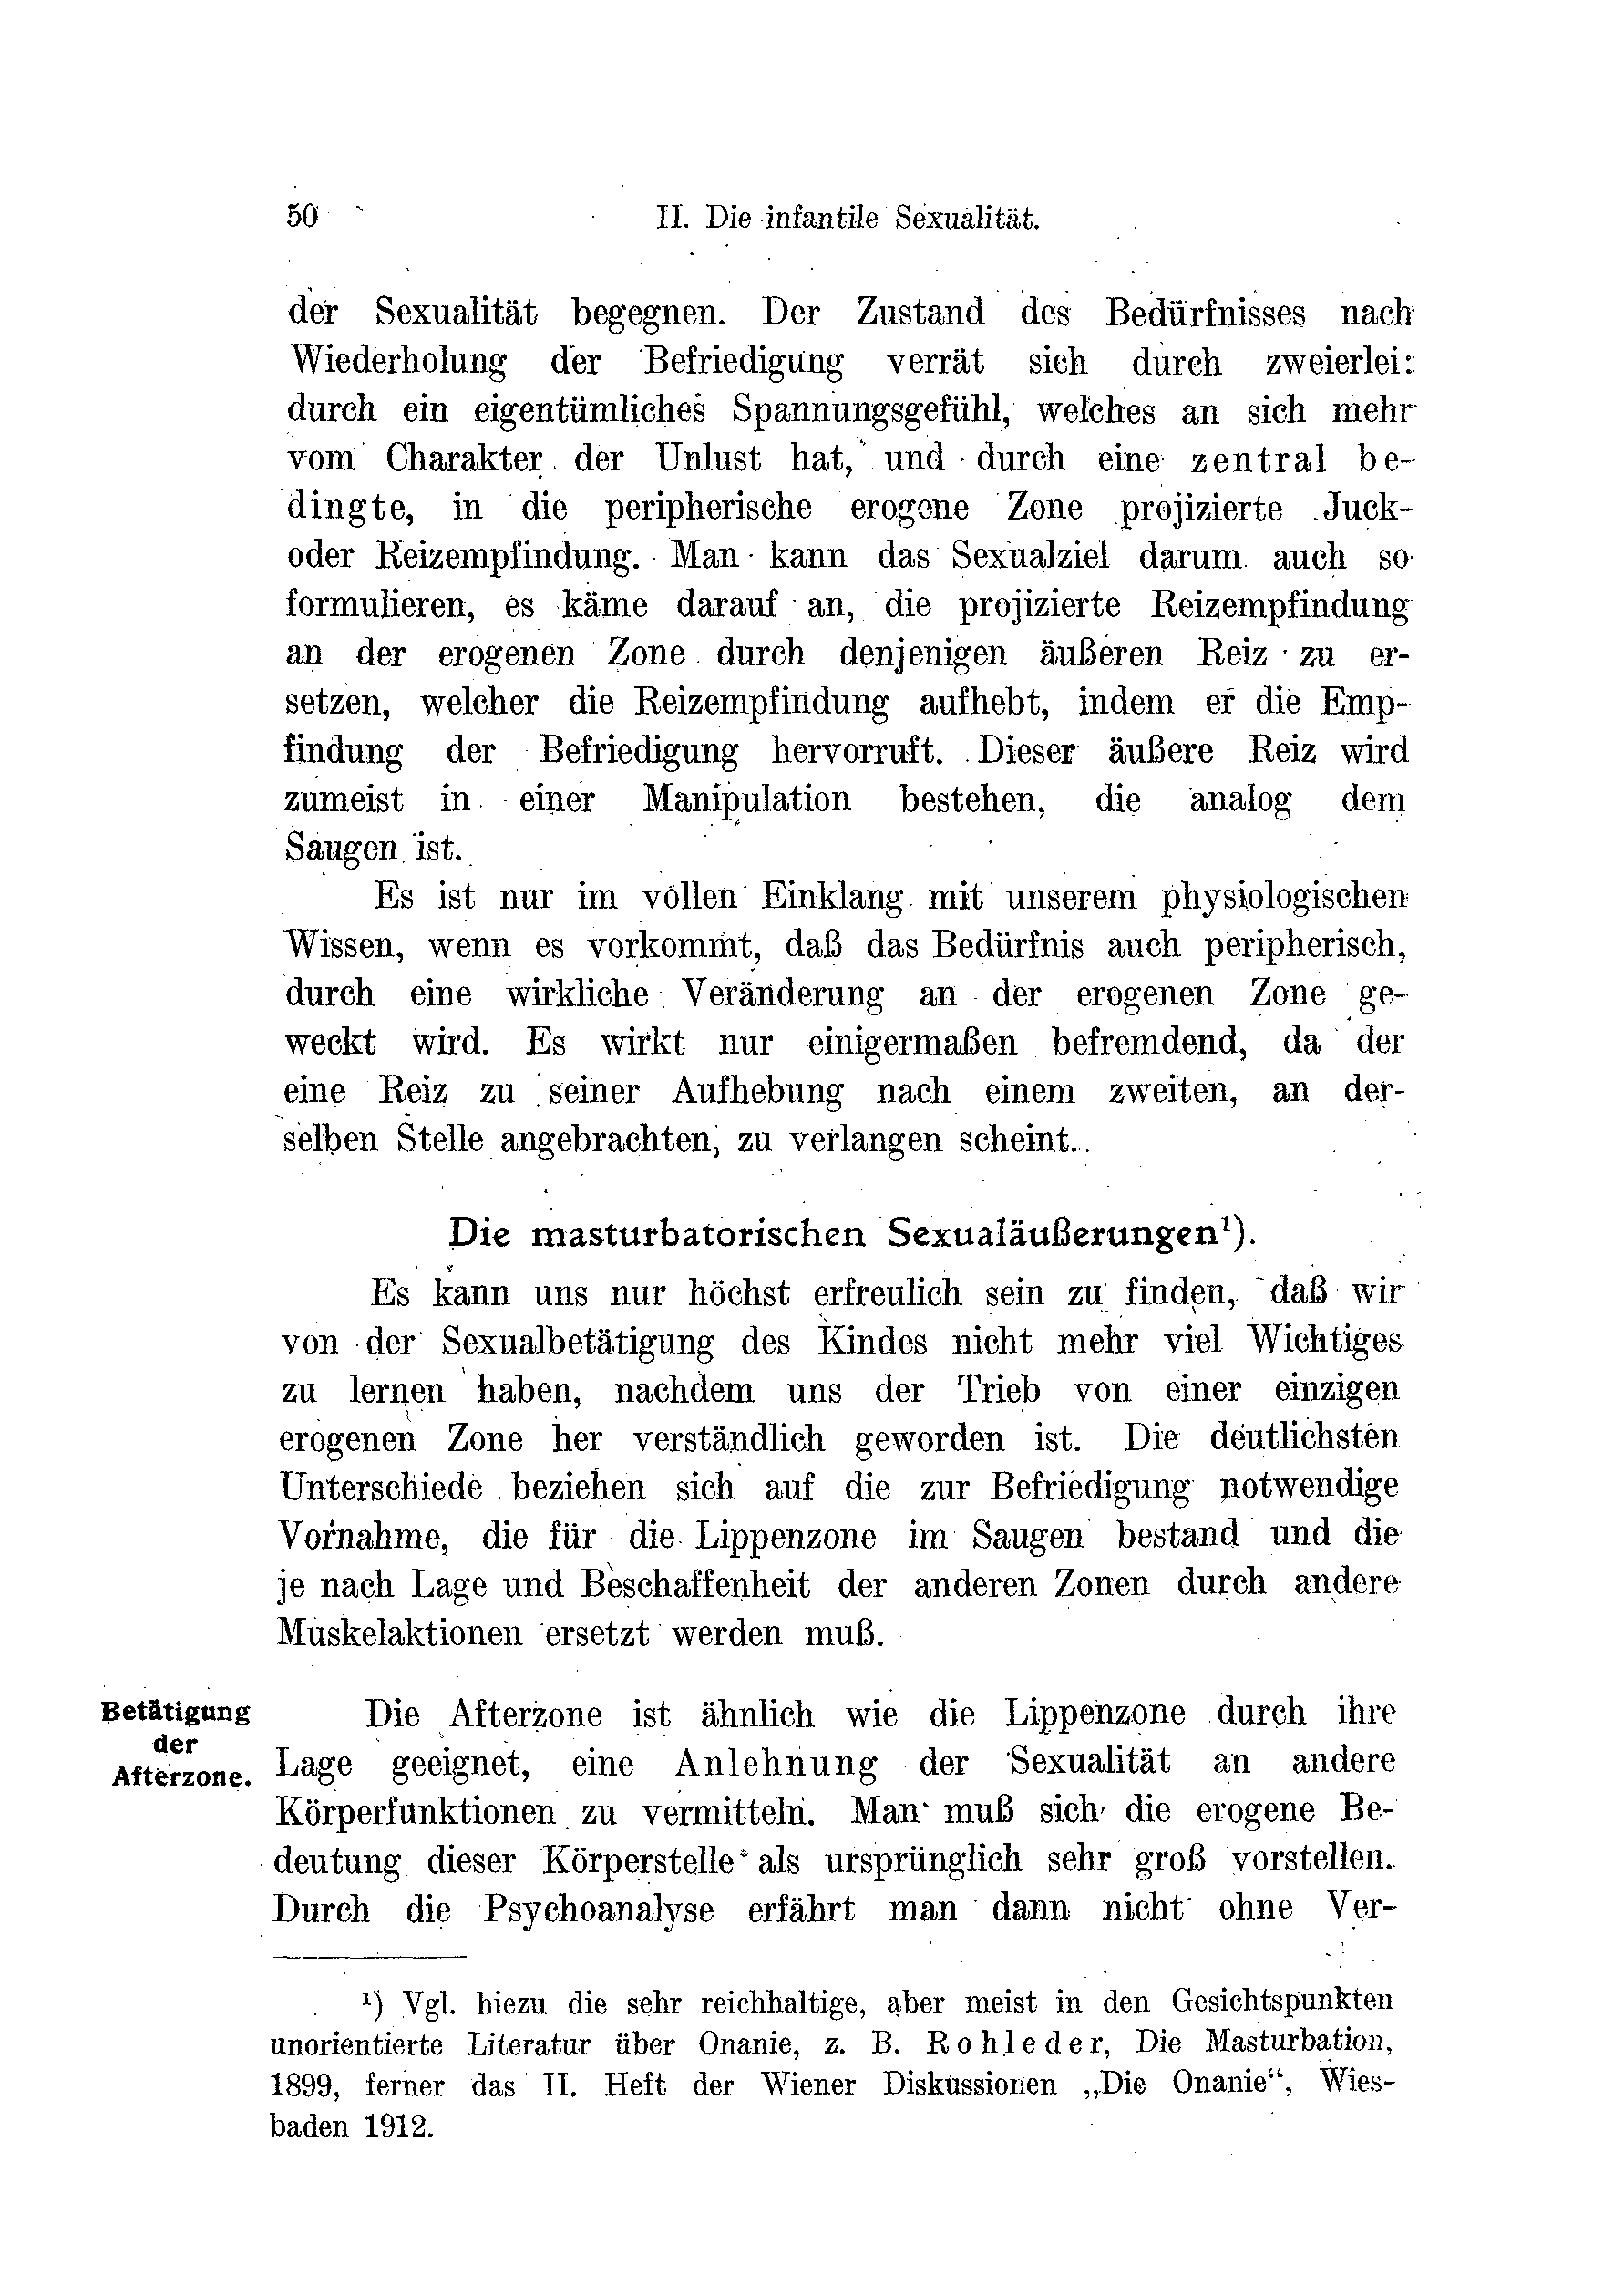 50
II. Die infantile Sexualität.
der Sexualität begegnen. Der Zustand des Bedürfnisses nach
Wiederholung der Befriedigung verrät sich durch zweierlei:
durch ein eigentümliches Spannungsgefühl, welches an sich mehr
vom Charakter der Unlust hat, und durch eine zentral be-
dingte, in die peripherische erogene Zone projizierte Juck-
oder Reizempfindung. Man kann das Sexualziel darum auch so
formulieren, es käme darauf an, die projizierte Reizempfindung
an der erogenen Zone durch denjenigen äußeren Reiz zu er-
setzen, welcher die Reizempfindung aufhebt, indem er die Emp-
findung der Befriedigung hervorruft. Dieser äußere Reiz wird
zumeist in einer Manipulation bestehen, die analog dem
Saugen ist.
Es ist nur im vollen Einklang mit unserem physiologischen
Wissen, wenn es vorkommt, daß das Bedürfnis auch peripherisch,
durch eine wirkliche Veränderung an der erogenen Zone ge-
weckt wird. Es wirkt nur einigermaßen befremdend, da der
eine Reiz zu seiner Aufhebung nach einem zweiten, an der-
selben Stelle angebrachten, zu verlangen scheint.
Die masturbatorischen Sexualäußerungen¹).
Es kann uns nur höchst erfreulich sein zu finden, daß wir
von der Sexualbetätigung des Kindes nicht mehr viel Wichtiges
zu lernen haben, nachdem uns der Trieb von einer einzigen
erogenen Zone her verständlich geworden ist. Die deutlichsten
Unterschiede beziehen sich auf die zur Befriedigung notwendige
Vornahme, die für die Lippenzone im Saugen bestand und die
je nach Lage und Beschaffenheit der anderen Zonen durch andere
Muskelaktionen ersetzt werden muß.
Betätigung
der
Afterzone.
Die Afterzone ist ähnlich wie die Lippenzone durch ihre
Lage geeignet, eine Anlehnung der Sexualität an andere
Körperfunktionen zu vermitteln. Man muß sich die erogene Be-
deutung dieser Körperstelle als ursprünglich sehr groß vorstellen.
Durch die Psychoanalyse erfährt man dann nicht ohne Ver-
¹) Vgl. hiezu die sehr reichhaltige, aber meist in den Gesichtspunkten
unorientierte Literatur über Onanie, z. B. Rohleder, Die Masturbation,
1899, ferner das II. Heft der Wiener Diskussionen „Die Onanie“, Wies-
baden 1912.